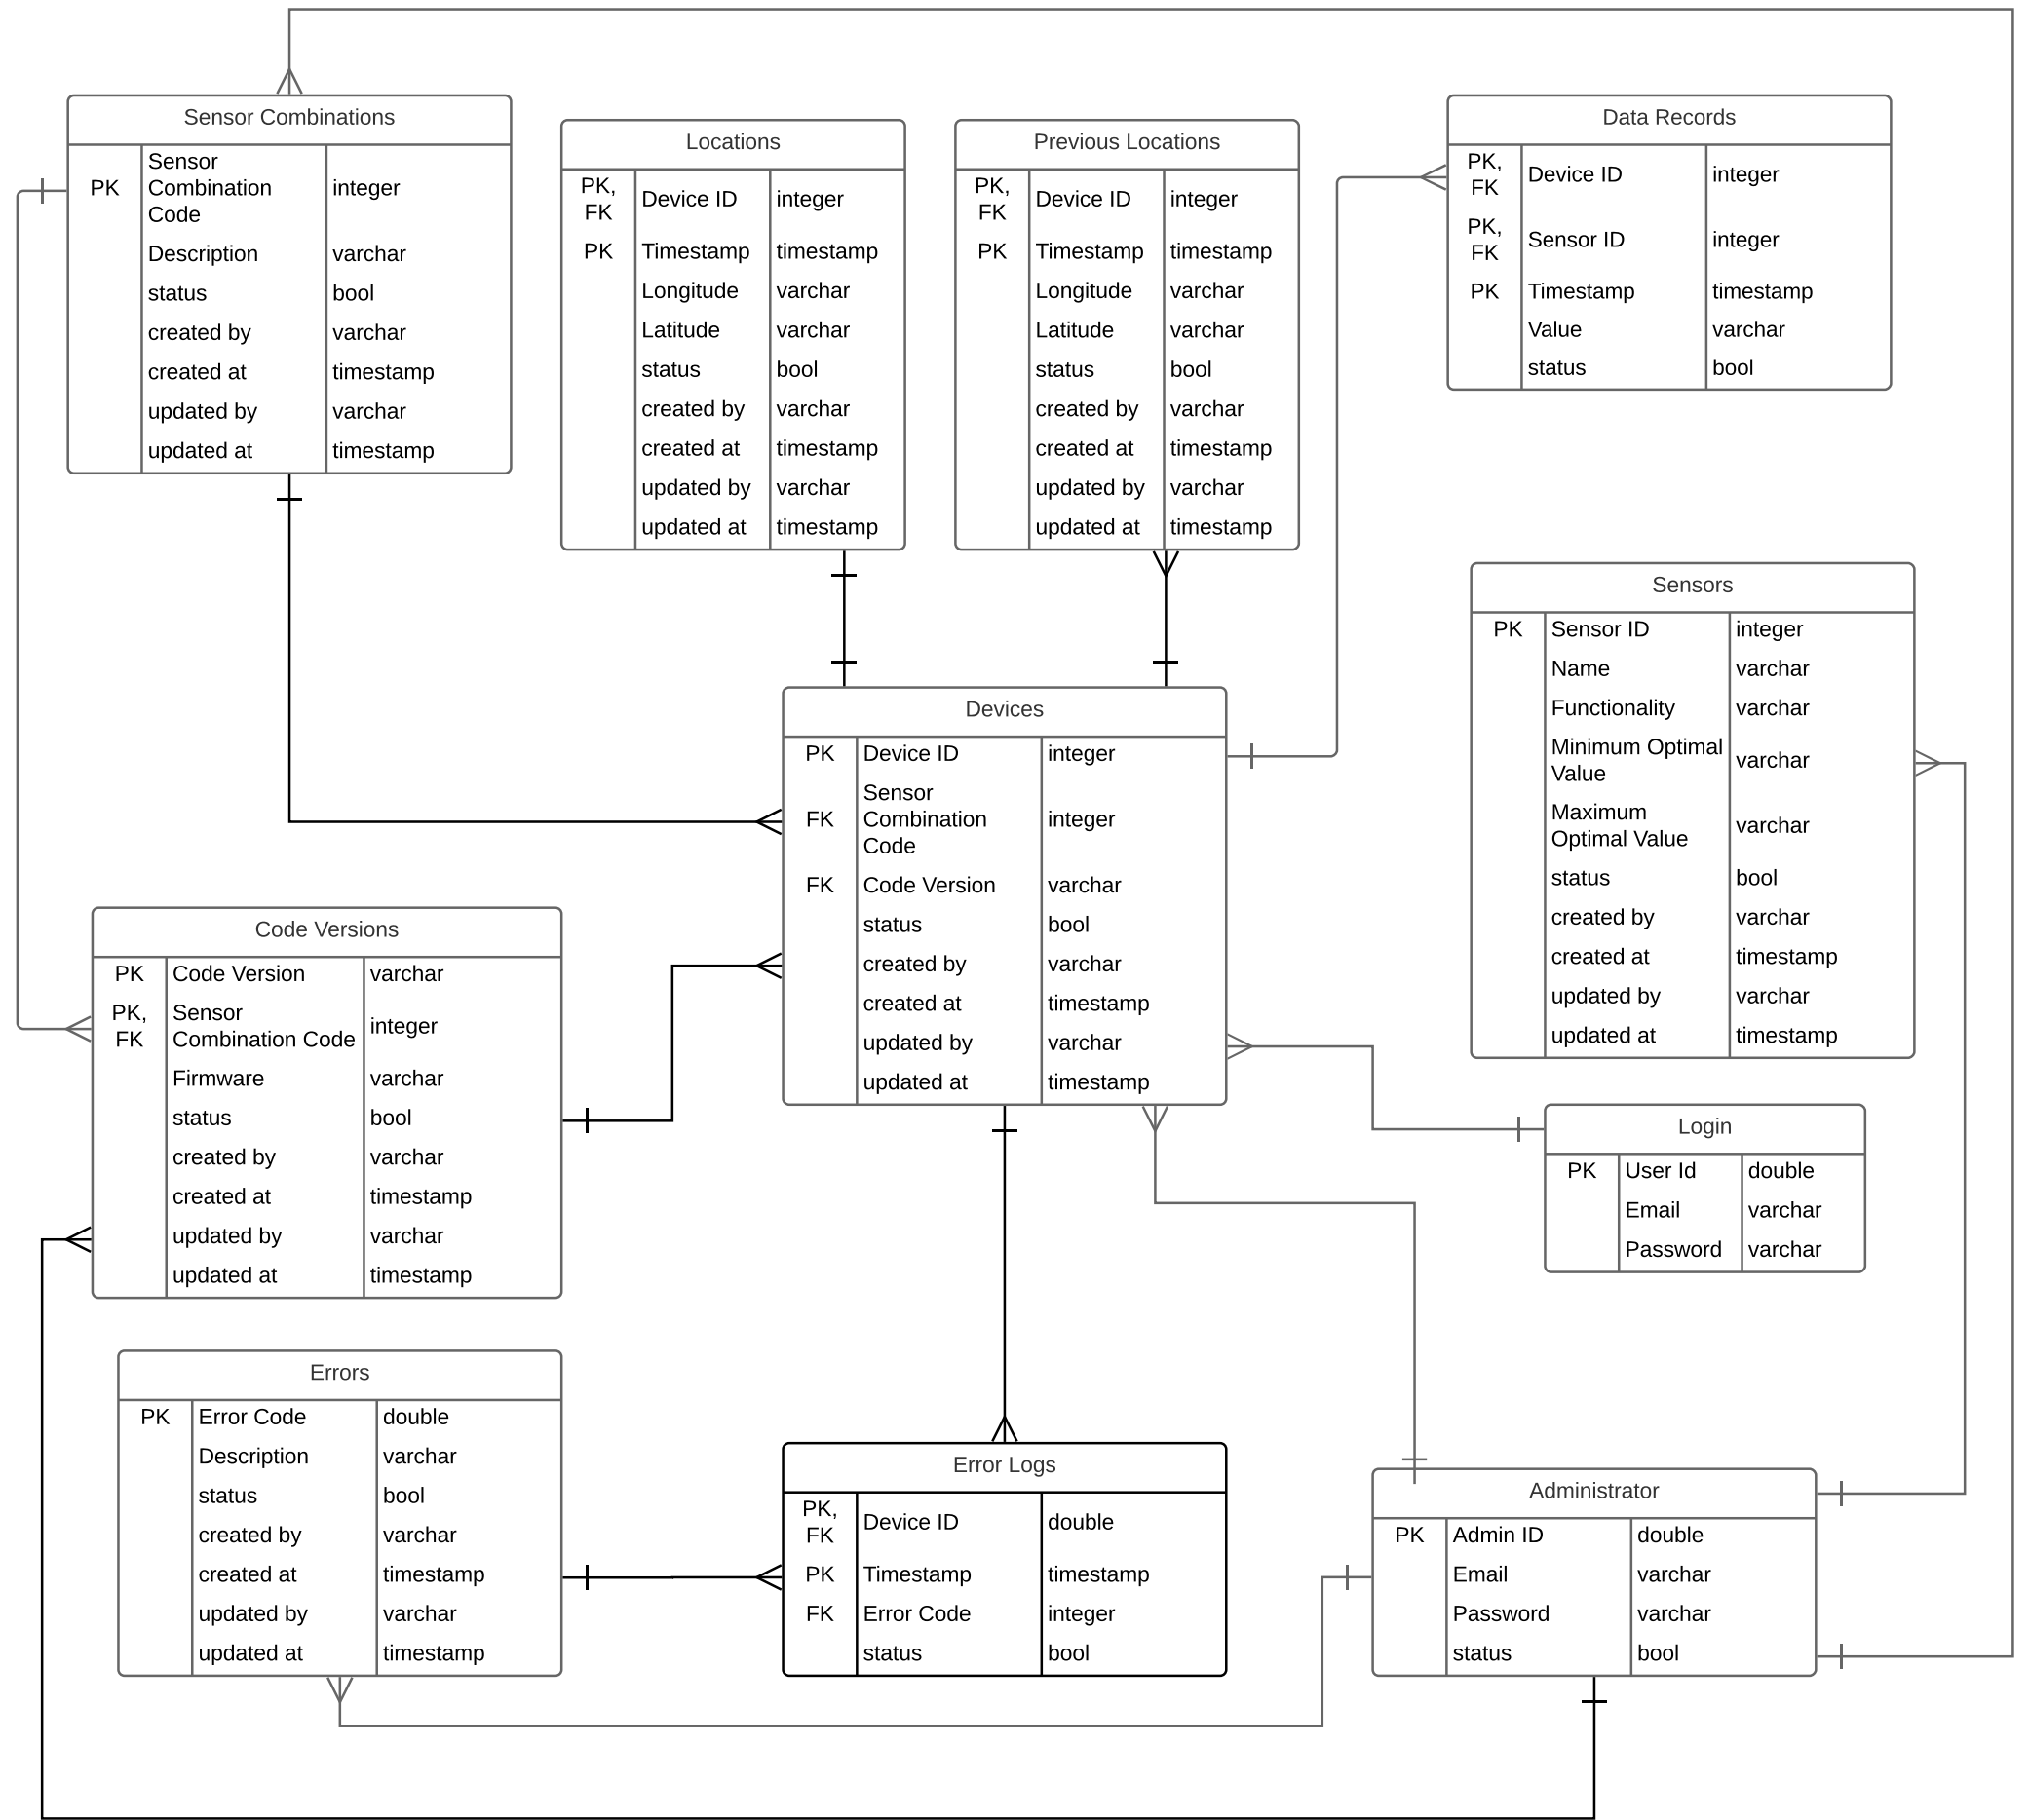 Sensor Combinations
PK, Sensor Combination Code integer
Description varchar
status bool
created by varchar
created at timestamp
updated by varchar
updated at timestamp
Locations
PK, FK Device ID integer
PK Timestamp timestamp
Longitude varchar
Latitude varchar
status bool
created by varchar
created at timestamp
updated by varchar
updated at timestamp
Previous Locations
PK, FK Device ID integer
PK Timestamp timestamp
Longitude varchar
Latitude varchar
status bool
created by varchar
created at timestamp
updated by varchar
updated at timestamp
Data Records
PK, FK Device ID integer
PK, FK Sensor ID integer
PK Timestamp timestamp
Value varchar
status bool
Sensors
PK Sensor ID integer
Name varchar
Functionality varchar
Minimum Optimal Value varchar
Maximum Optimal Value varchar
status bool
created by varchar
created at timestamp
updated by varchar
updated at timestamp
Devices
PK Device ID integer
FK Sensor Combination Code integer
FK Code Version varchar
status bool
created by varchar
created at timestamp
updated by varchar
updated at timestamp
Code Versions
PK Code Version varchar
PK, FK Sensor Combination Code integer
Firmware varchar
status bool
created by varchar
created at timestamp
updated by varchar
updated at timestamp
Login
PK User Id double
Email varchar
Password varchar
Errors
PK Error Code double
Description varchar
status bool
created by varchar
created at timestamp
updated by varchar
updated at timestamp
Error Logs
PK, FK Device ID double
PK Timestamp timestamp
FK Error Code integer
status bool
Administrator
PK Admin ID double
Email varchar
Password varchar
status bool